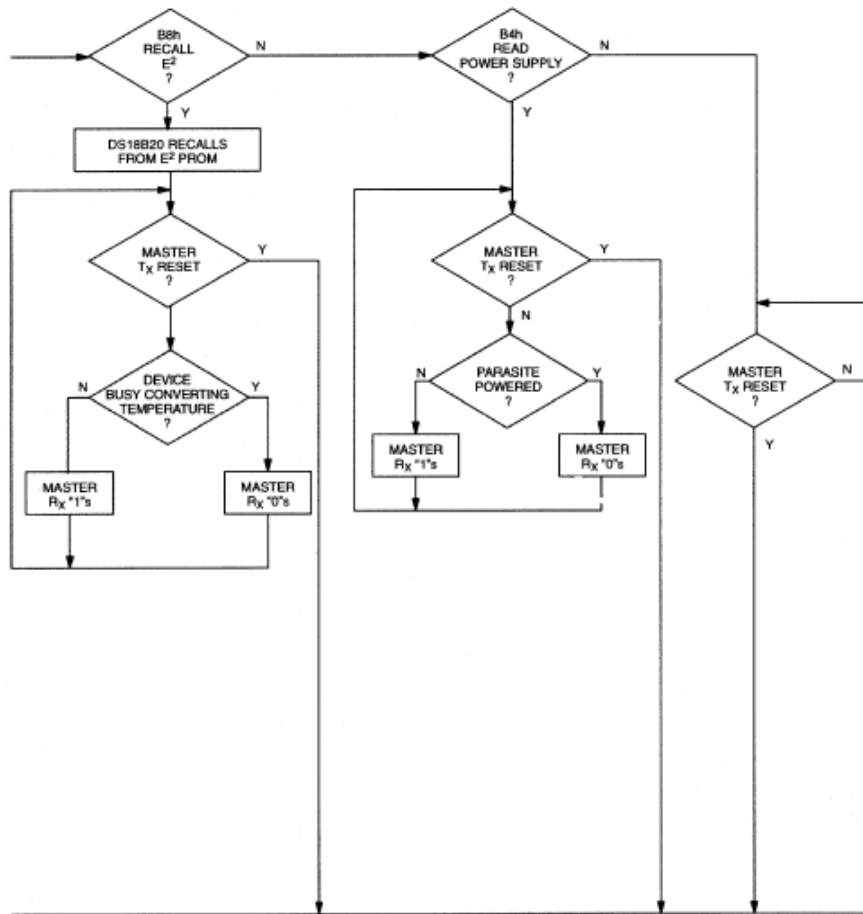 B8h
RECALL
E²
?
N
Y
DS18B20 RECALLS
FROM E² PROM
MASTER
TX RESET
?
Y
DEVICE
BUSY CONVERTING
TEMPERATURE
?
N
Y
MASTER
RX "1"s
MASTER
RX "0"s
B4h
READ
POWER SUPPLY
?
N
Y
MASTER
TX RESET
?
Y
N
PARASITE
POWERED
?
N
Y
MASTER
RX "1"s
MASTER
RX "0"s
MASTER
TX RESET
?
N
Y